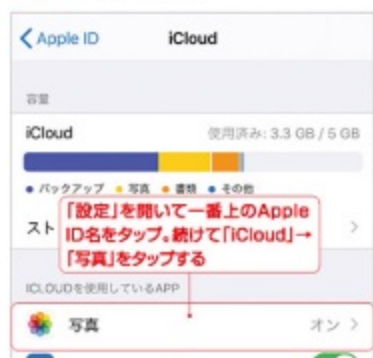 Apple ID iCloud
容量
iCloud 使用済み: 3.3 GB / 5 GB
バックアップ 写真 書類 その他
「設定」を開いて一番上のApple
ID名をタップ。続けて「iCloud」→
「写真」をタップする
スト
ICLOUDを使用しているAPP
写真 オン